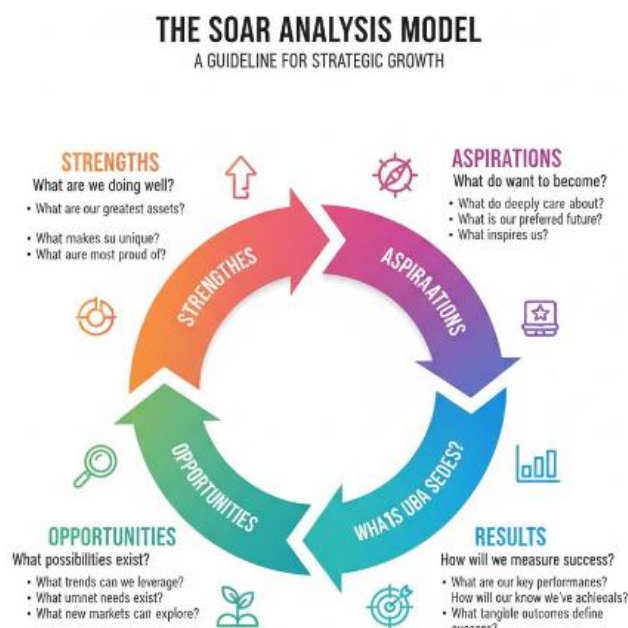 THE SOAR ANALYSIS MODEL
A GUIDELINE FOR STRATEGIC GROWTH
STRENGTHS
What are we doing well?
• What are our greatest assets?
• What makes su unique?
• What aure most proud of?
ASPIRATIONS
What do want to become?
• What do deeply care about?
• What is our preferred future?
• What inspires us?
STRENGTHES
ASPIRAATIONS
OPPORTUNITIES
WHATS UBA SEDES?
OPPORTUNITIES
What possibilities exist?
• What trends can we leverage?
• What umnet needs exist?
• What new markets can explore?
RESULTS
How will we measure success?
• What are our key performances?
How will our know we've achieeals?
• What tangible outcomes define